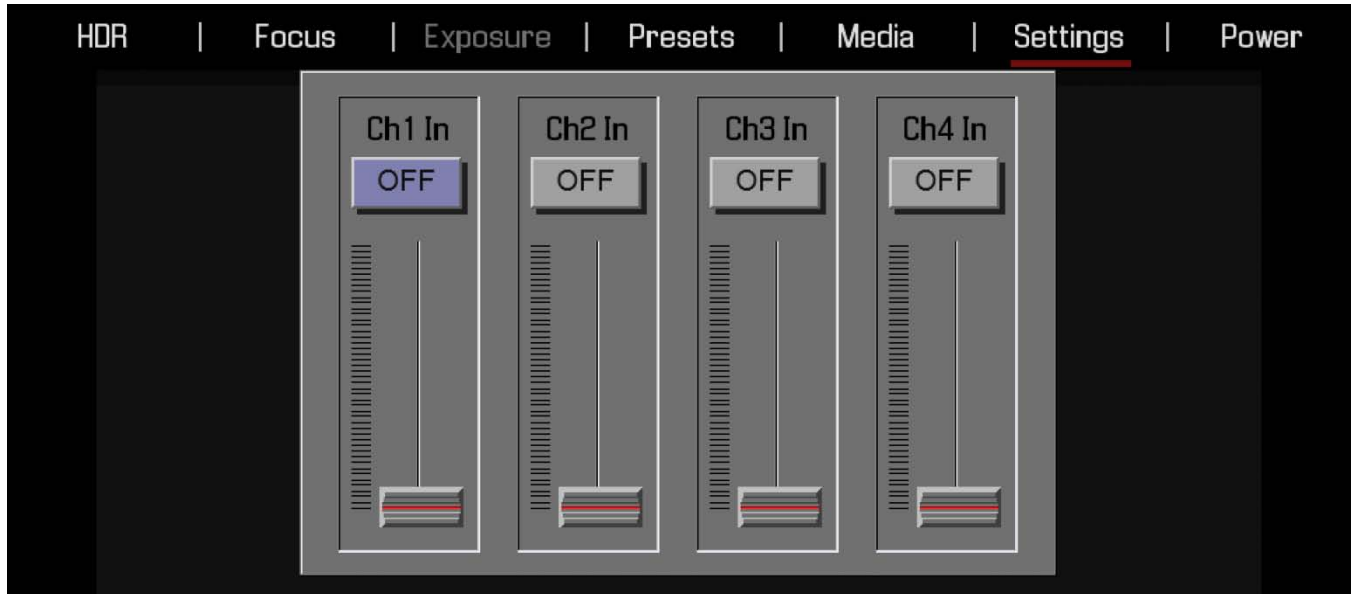 HDR | Focus | Exposure | Presets | Media | Settings | Power
Ch1 In Ch2 In Ch3 In Ch4 In
OFF OFF OFF OFF